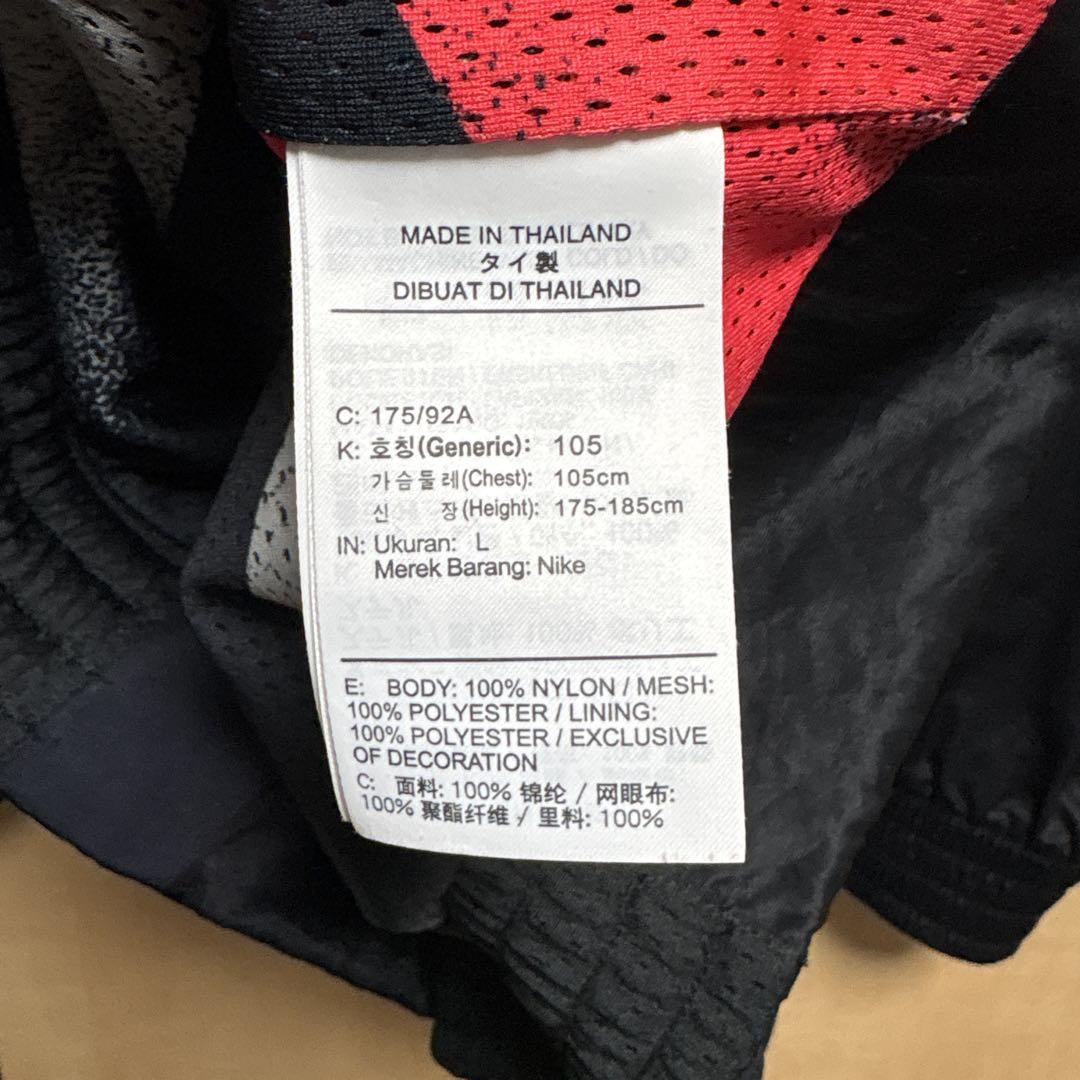 MADE IN THAILAND
タイ製
DIBUAT DI THAILAND
C: 175/92A
K: 호칭(Generic): 105
가슴둘레(Chest): 105cm
신 장(Height): 175-185cm
IN: Ukuran: L
Merek Barang: Nike
E: BODY: 100% NYLON / MESH:
100% POLYESTER / LINING:
100% POLYESTER / EXCLUSIVE
OF DECORATION
C: 面料: 100% 锦纶 / 网眼布:
100% 聚酯纤维 / 里料: 100%